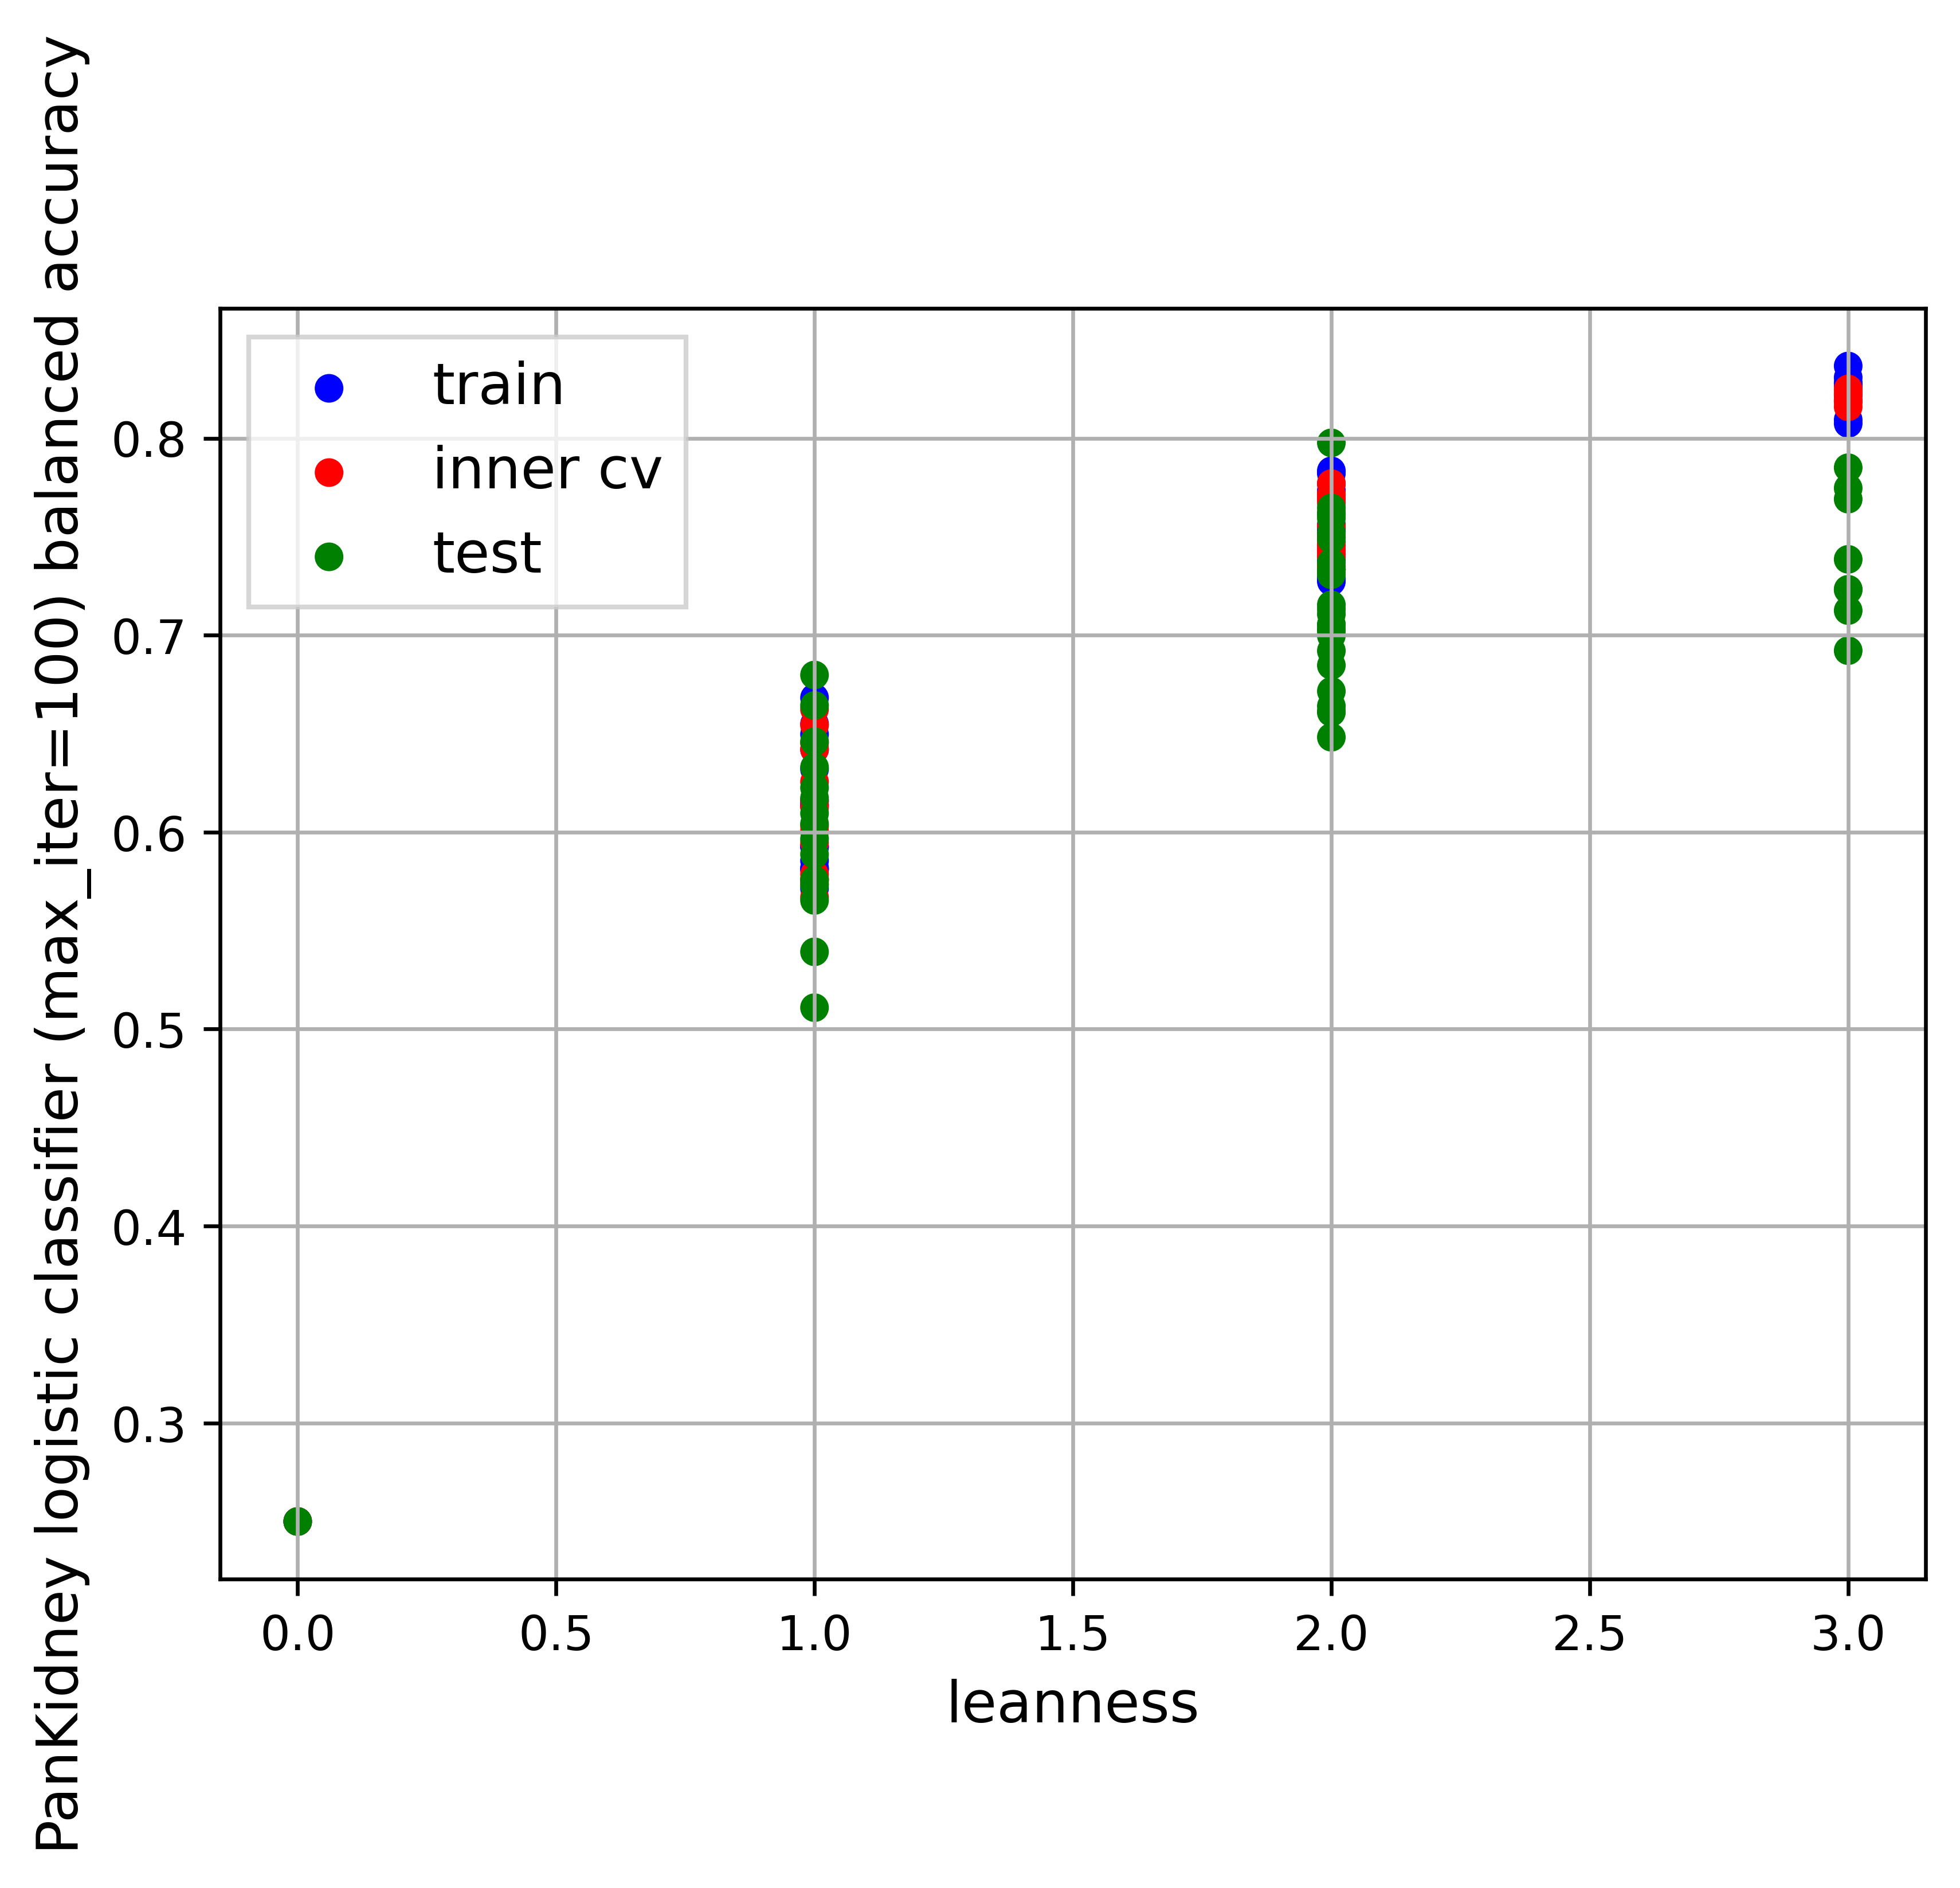 PanKidney logistic classifier (max_iter=100) balanced accuracy
train
inner cv
test
0.8
0.7
0.6
0.5
0.4
0.3
0.0 0.5 1.0 1.5 2.0 2.5 3.0
leanness